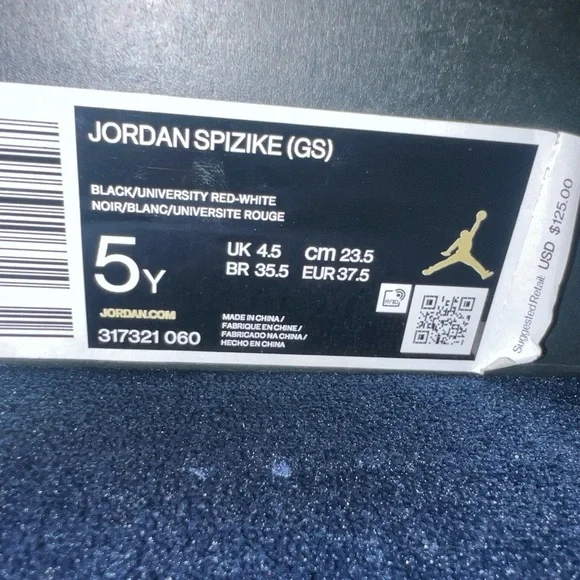 JORDAN SPIZIKE (GS)
BLACK/UNIVERSITY RED-WHITE
NOIR/BLANC/UNIVERSITE ROUGE
5Y
UK 4.5 cm 23.5
BR 35.5 EUR 37.5
JORDAN.COM
317321 060
MADE IN CHINA/
FABRIQUE EN CHINE/
FABRICADO NA CHINA/
HECHO EN CHINA
RFID
Suggested Retail: USD $125.00